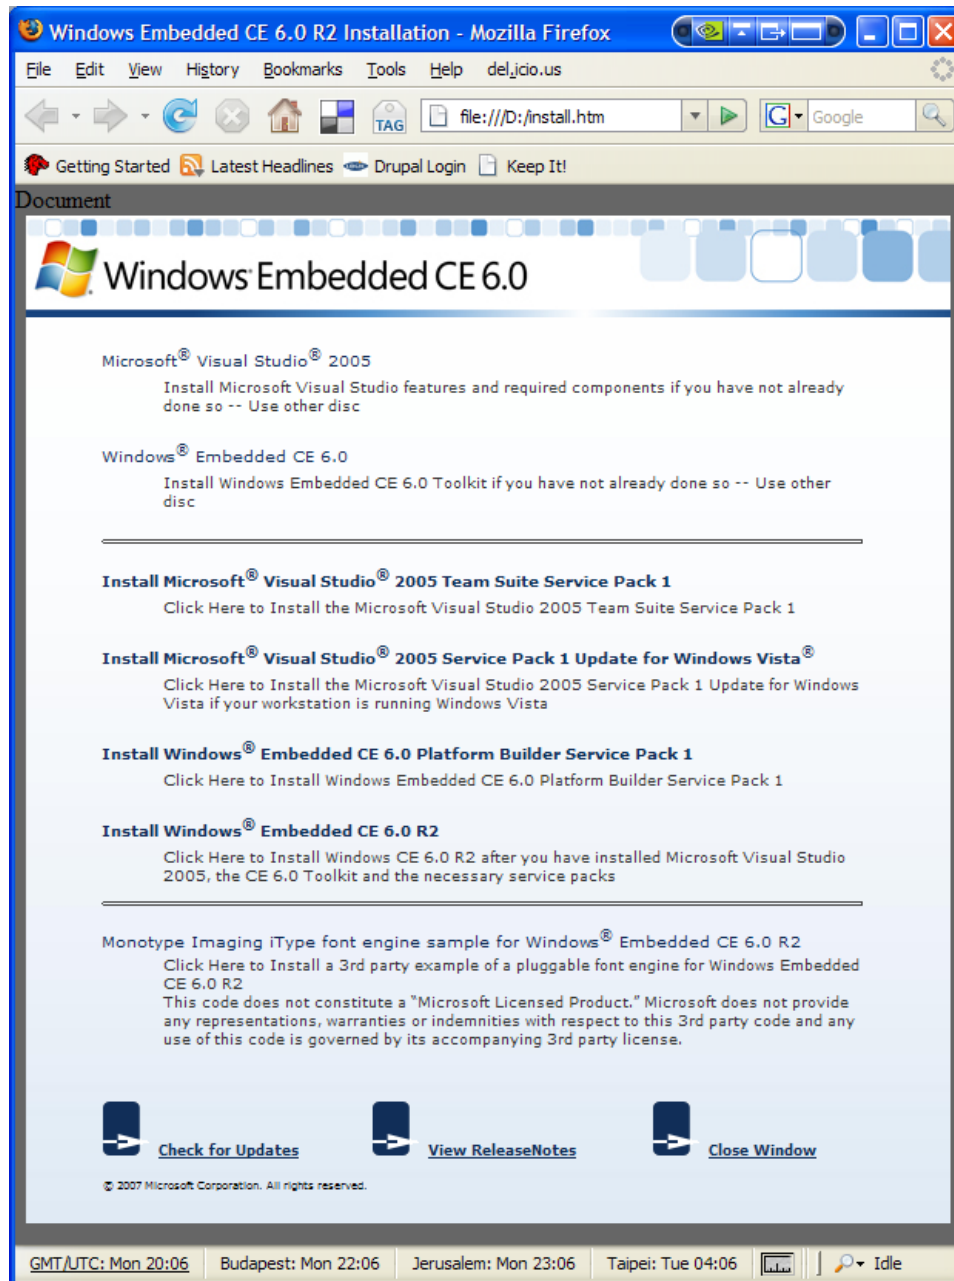 Windows Embedded CE 6.0 R2 Installation - Mozilla Firefox
File Edit View History Bookmarks Tools Help del.icio.us
TAG file:///D:/install.htm G Google
Getting Started Latest Headlines Drupal Login Keep It!
Document
Windows Embedded CE 6.0
Microsoft® Visual Studio® 2005
Install Microsoft Visual Studio features and required components if you have not already
done so -- Use other disc
Windows® Embedded CE 6.0
Install Windows Embedded CE 6.0 Toolkit if you have not already done so -- Use other
disc
Install Microsoft® Visual Studio® 2005 Team Suite Service Pack 1
Click Here to Install the Microsoft Visual Studio 2005 Team Suite Service Pack 1
Install Microsoft® Visual Studio® 2005 Service Pack 1 Update for Windows Vista®
Click Here to Install the Microsoft Visual Studio 2005 Service Pack 1 Update for Windows
Vista if your workstation is running Windows Vista
Install Windows® Embedded CE 6.0 Platform Builder Service Pack 1
Click Here to Install Windows Embedded CE 6.0 Platform Builder Service Pack 1
Install Windows® Embedded CE 6.0 R2
Click Here to Install Windows CE 6.0 R2 after you have installed Microsoft Visual Studio
2005, the CE 6.0 Toolkit and the necessary service packs
Monotype Imaging iType font engine sample for Windows® Embedded CE 6.0 R2
Click Here to Install a 3rd party example of a pluggable font engine for Windows Embedded
CE 6.0 R2
This code does not constitute a “Microsoft Licensed Product.” Microsoft does not provide
any representations, warranties or indemnities with respect to this 3rd party code and any
use of this code is governed by its accompanying 3rd party license.
Check for Updates View ReleaseNotes Close Window
© 2007 Microsoft Corporation. All rights reserved.
GMT/UTC: Mon 20:06 Budapest: Mon 22:06 Jerusalem: Mon 23:06 Taipei: Tue 04:06 Idle